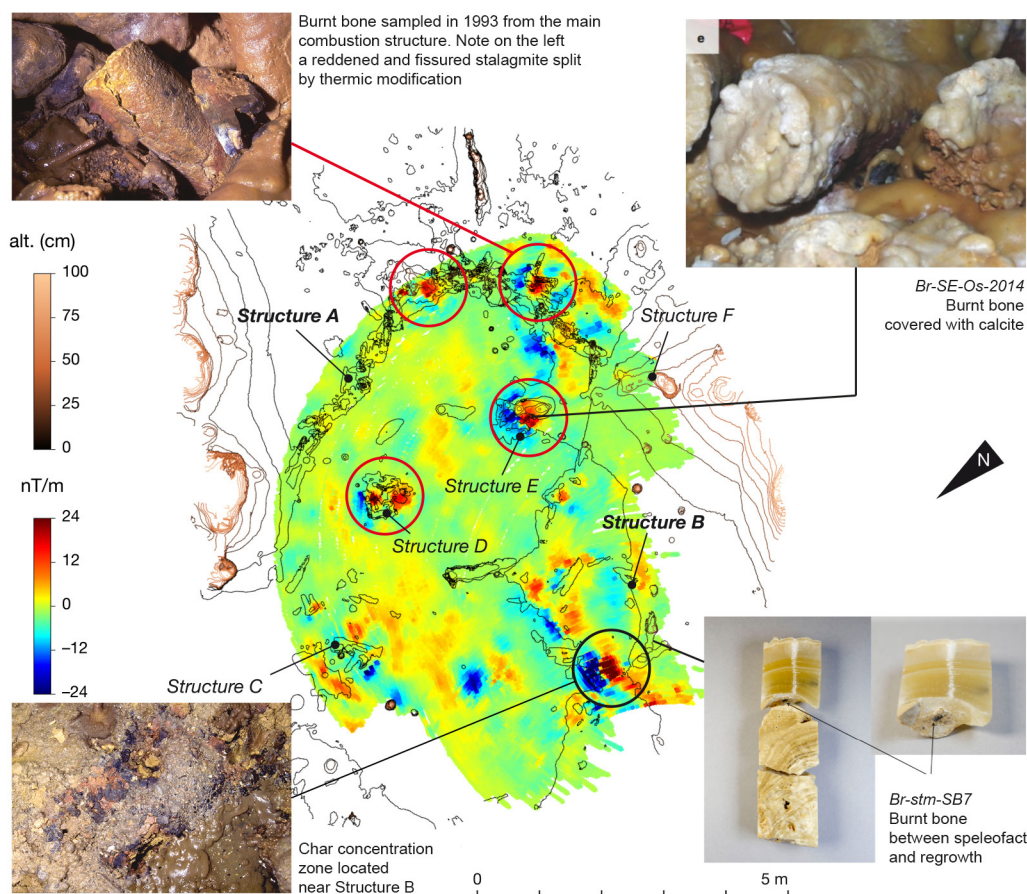 Burnt bone sampled in 1993 from the main
combustion structure. Note on the left
a reddened and fissured stalagmite split
by thermic modification
e
Br-SE-Os-2014
Burnt bone
covered with calcite
alt. (cm)
100
75
50
25
0
nT/m
24
12
0
–12
–24
Structure A
Structure F
Structure E
Structure D
Structure B
Structure C
N
Char concentration
zone located
near Structure B
Br-stm-SB7
Burnt bone
between speleofact
and regrowth
0
5 m